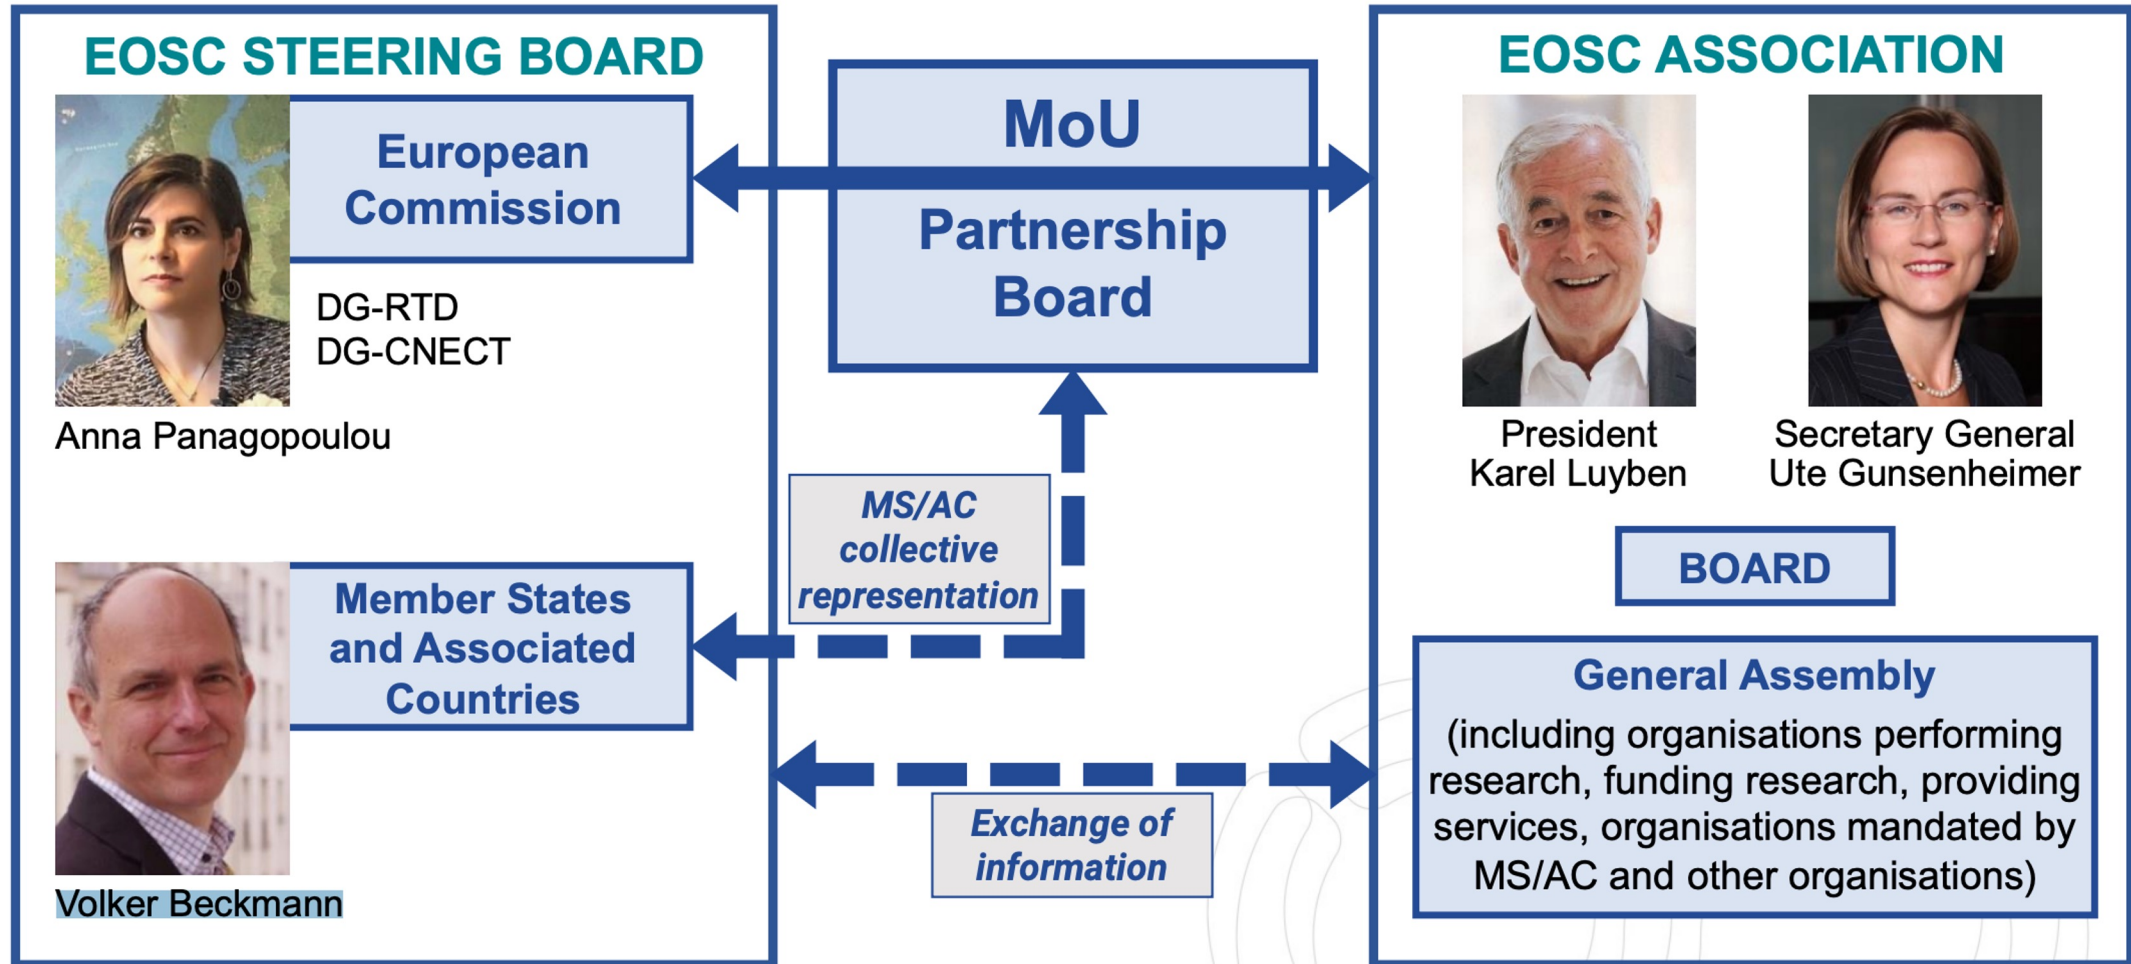 EOSC STEERING BOARD
European
Commission
DG-RTD
DG-CNECT
Anna Panagopoulou
Member States
and Associated
Countries
Volker Beckmann
MoU
Partnership
Board
MS/AC
collective
representation
Exchange of
information
EOSC ASSOCIATION
President
Karel Luyben
Secretary General
Ute Gunsenheimer
BOARD
General Assembly
(including organisations performing
research, funding research, providing
services, organisations mandated by
MS/AC and other organisations)